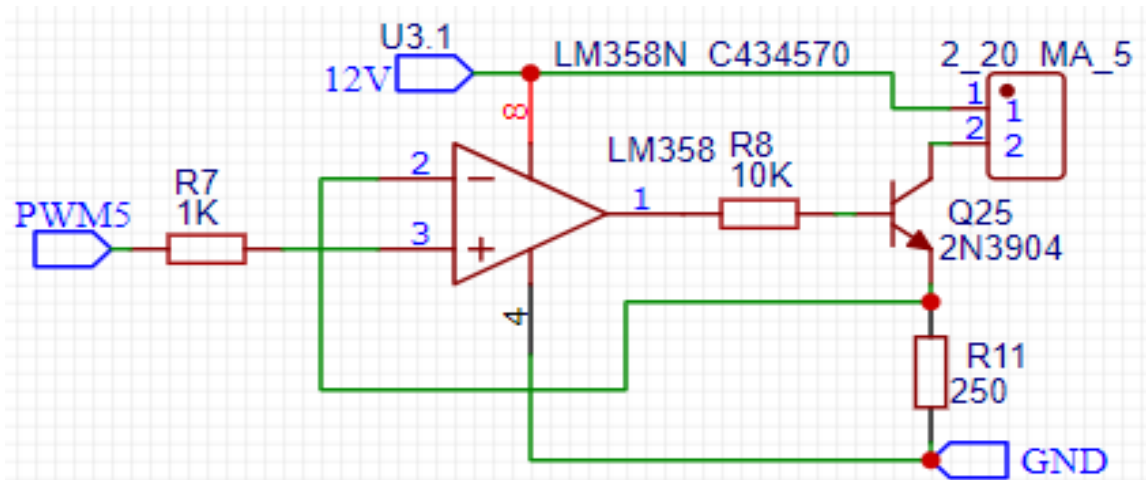 U3.1
12V
LM358N C434570
2_20 MA_5
8
1
1
2
2
LM358
R8
10K
R7
1K
2
1
PWM5
3
Q25
2N3904
4
R11
250
GND